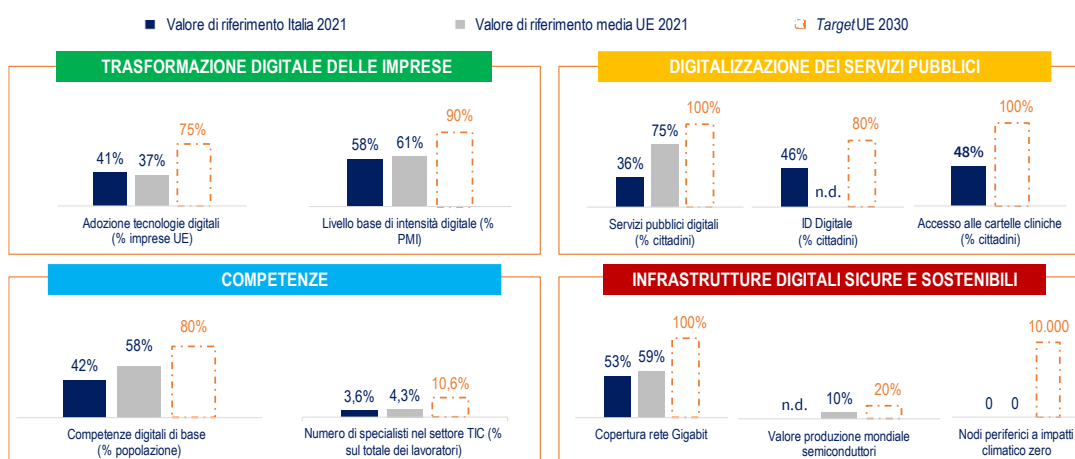 Valore di riferimento Italia 2021
Valore di riferimento media UE 2021
Target UE 2030
TRASFORMAZIONE DIGITALE DELLE IMPRESE
41%
37%
75%
Adozione tecnologie digitali
(% imprese UE)
58%
61%
90%
Livello base di intensità digitale (%
PMI)
DIGITALIZZAZIONE DEI SERVIZI PUBBLICI
36%
75%
100%
Servizi pubblici digitali
(% cittadini)
46%
n.d.
80%
ID Digitale
(% cittadini)
48%
100%
Accesso alle cartelle cliniche
(% cittadini)
COMPETENZE
42%
58%
80%
Competenze digitali di base
(% popolazione)
3,6%
4,3%
10,6%
Numero di specialisti nel settore TIC (%
sul totale dei lavoratori)
INFRASTRUTTURE DIGITALI SICURE E SOSTENIBILI
53%
59%
100%
Copertura rete Gigabit
n.d.
10%
20%
Valore produzione mondiale
semiconduttori
0
0
10.000
Nodi periferici a impatti
climatico zero